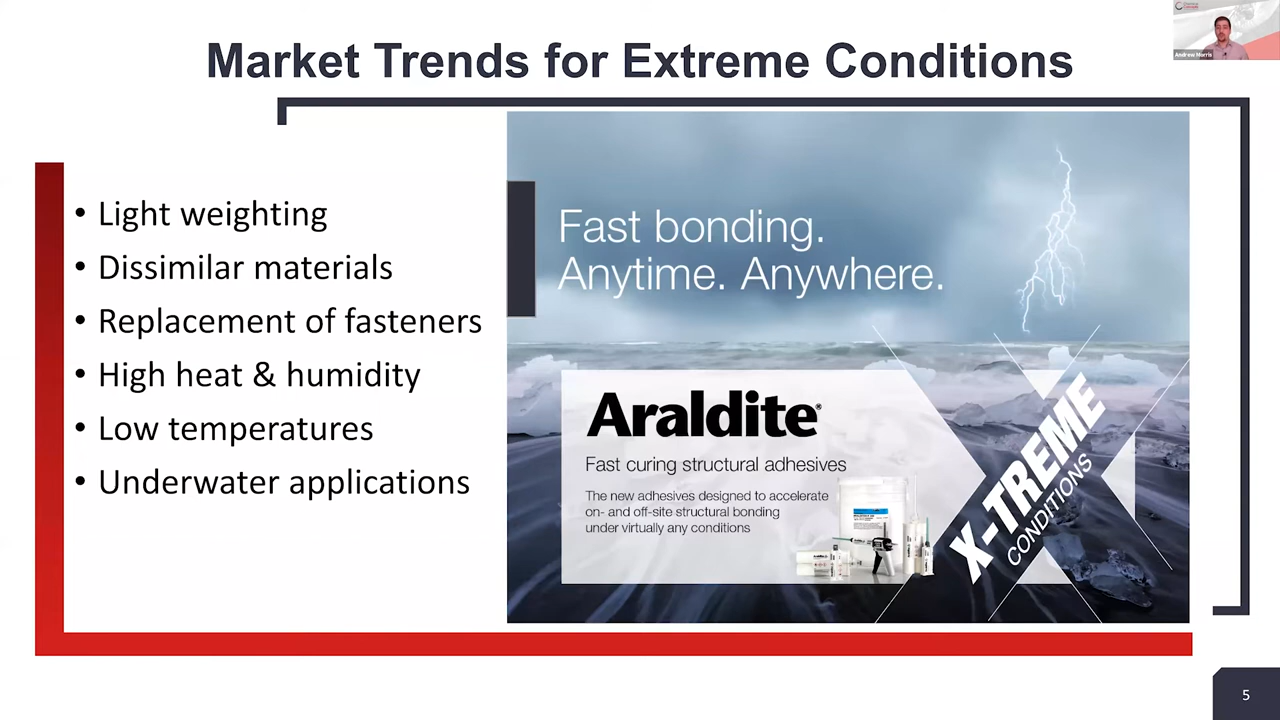 Market Trends for Extreme Conditions
Andrew Morris
• Light weighting
• Dissimilar materials
• Replacement of fasteners
• High heat & humidity
• Low temperatures
• Underwater applications
Fast bonding.
Anytime. Anywhere.
Araldite®
Fast curing structural adhesives
The new adhesives designed to accelerate
on- and off-site structural bonding
under virtually any conditions
X-TREME
CONDITIONS
5